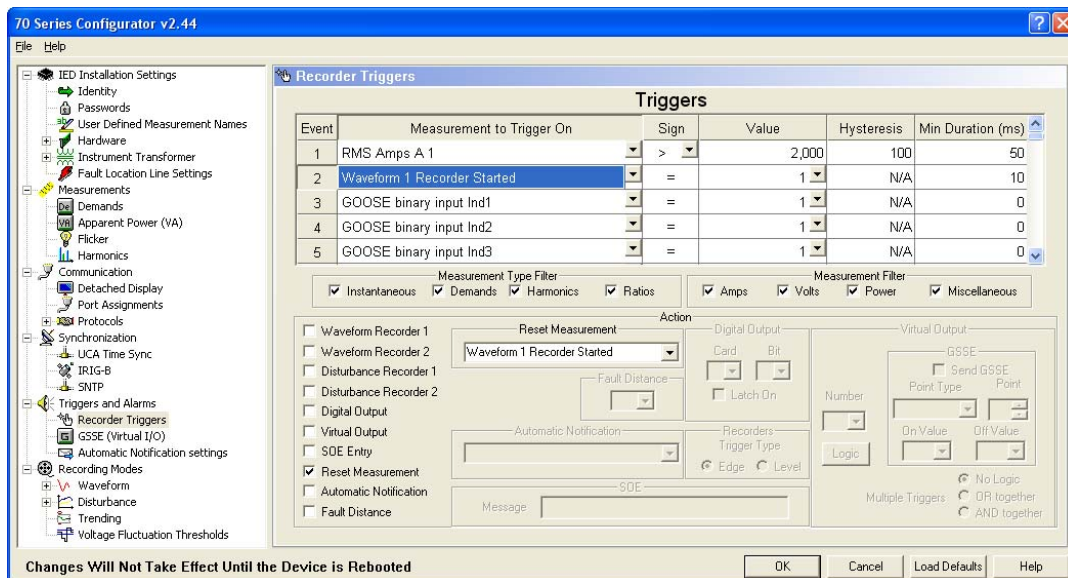 70 Series Configurator v2.44
File Help
IED Installation Settings
Identity
Passwords
User Defined Measurement Names
Hardware
Instrument Transformer
Fault Location Line Settings
Measurements
Demands
Apparent Power (VA)
Flicker
Harmonics
Communication
Detached Display
Port Assignments
Protocols
Synchronization
UCA Time Sync
IRIG-B
SNTP
Triggers and Alarms
Recorder Triggers
GSSE (Virtual I/O)
Automatic Notification settings
Recording Modes
Waveform
Disturbance
Trending
Voltage Fluctuation Thresholds
Recorder Triggers
Triggers
Event Measurement to Trigger On Sign Value Hysteresis Min Duration (ms)
1 RMS Amps A 1 > 2,000 100 50
2 Waveform 1 Recorder Started = 1 N/A 10
3 GOOSE binary input Ind1 = 1 N/A 0
4 GOOSE binary input Ind2 = 1 N/A 0
5 GOOSE binary input Ind3 = 1 N/A 0
Measurement Type Filter
Instantaneous Demands Harmonics Ratios
Measurement Filter
Amps Volts Power Miscellaneous
Action
Waveform Recorder 1
Waveform Recorder 2
Disturbance Recorder 1
Disturbance Recorder 2
Digital Output
Virtual Output
SOE Entry
Reset Measurement
Automatic Notification
Fault Distance
Reset Measurement
Waveform 1 Recorder Started
Fault Distance
Automatic Notification
SOE
Message
Digital Output
Card Bit
Latch On
Recorders
Trigger Type
Edge Level
Virtual Output
Number
Logic
GSSE
Send GSSE
Point Type Point
On Value Off Value
Multiple Triggers
No Logic
OR together
AND together
Changes Will Not Take Effect Until the Device is Rebooted
OK Cancel Load Defaults Help